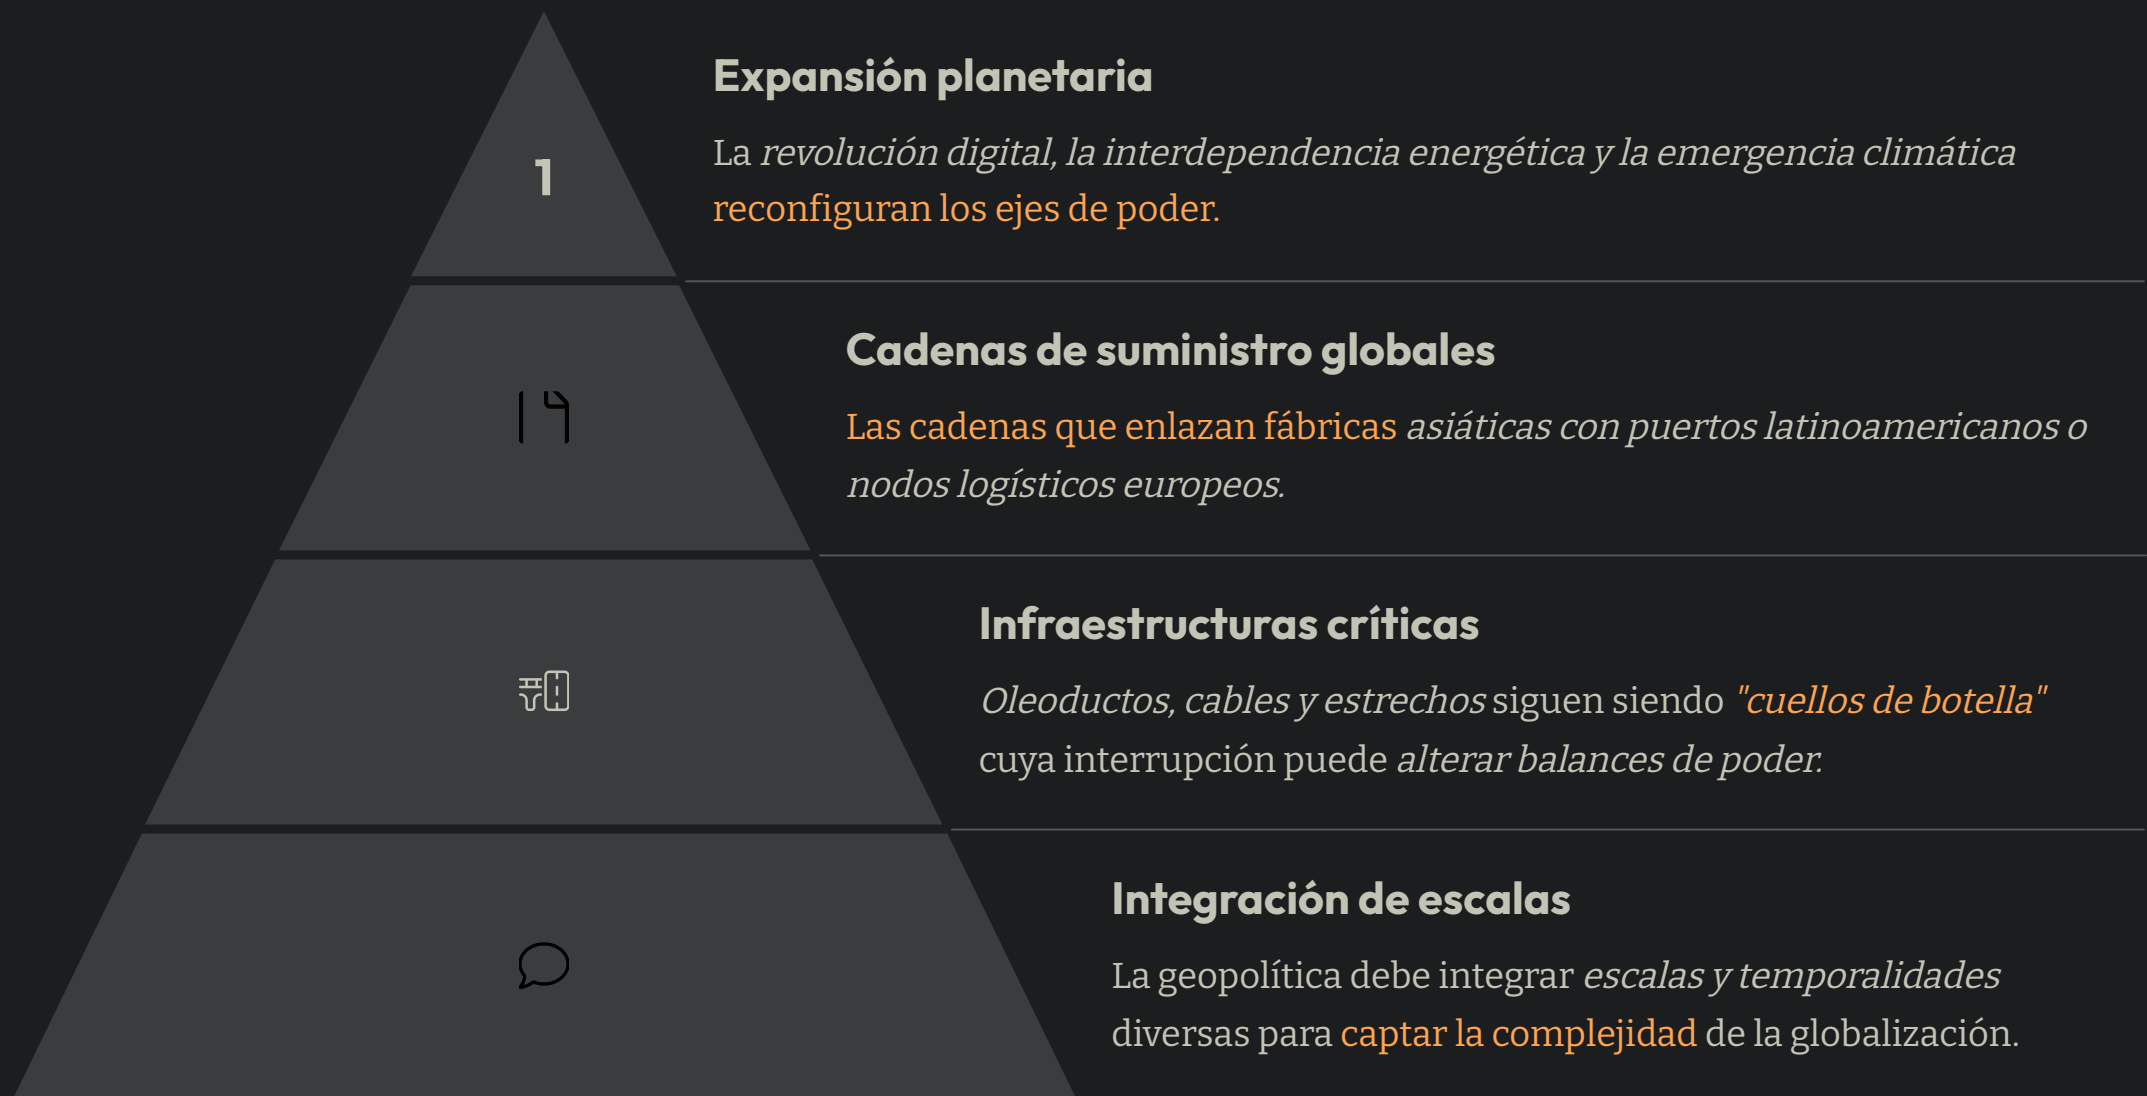 Expansión planetaria
La revolución digital, la interdependencia energética y la emergencia climática
reconfiguran los ejes de poder.
1
Cadenas de suministro globales
Las cadenas que enlazan fábricas asiáticas con puertos latinoamericanos o
nodos logísticos europeos.
Infraestructuras críticas
Oleoductos, cables y estrechos siguen siendo "cuellos de botella"
cuya interrupción puede alterar balances de poder.
Integración de escalas
La geopolítica debe integrar escalas y temporalidades
diversas para captar la complejidad de la globalización.